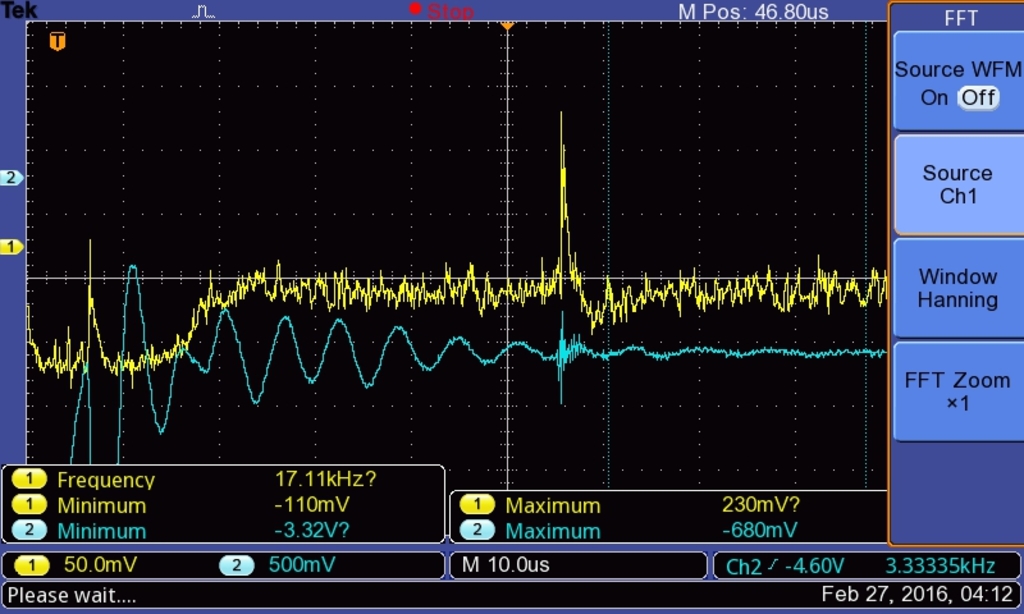 Tek
Stop
M Pos: 46.80us
FFT
T
Source WFM
On Off
2
Source
Ch1
1
Window
Hanning
FFT Zoom
×1
1 Frequency 17.11kHz?
1 Minimum -110mV
2 Minimum -3.32V?
1 Maximum 230mV?
2 Maximum -680mV
1 50.0mV 2 500mV M 10.0us Ch2 -4.60V 3.33335kHz
Please wait.... Feb 27, 2016, 04:12